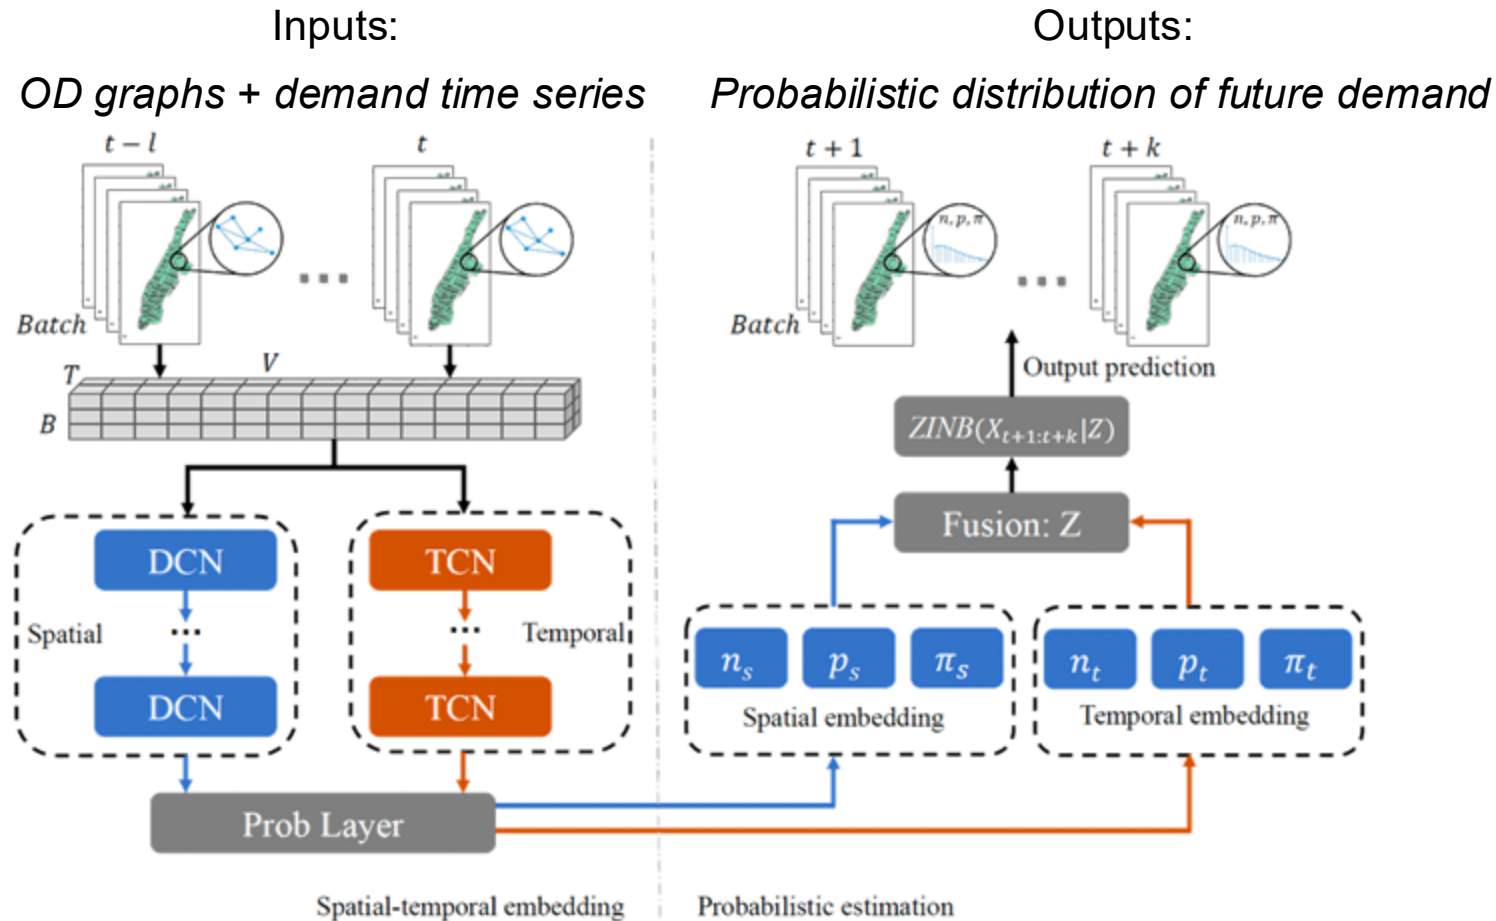 Inputs:
OD graphs + demand time series
t − l
t
Batch
T
V
B
DCN
TCN
Spatial
...
...
Temporal
DCN
TCN
Prob Layer
Spatial-temporal embedding
Outputs:
Probabilistic distribution of future demand
t + 1
t + k
n, p, π
n, p, π
Batch
Output prediction
ZINB(X_{t+1:t+k}|Z)
Fusion: Z
n_s p_s π_s
Spatial embedding
n_t p_t π_t
Temporal embedding
Probabilistic estimation